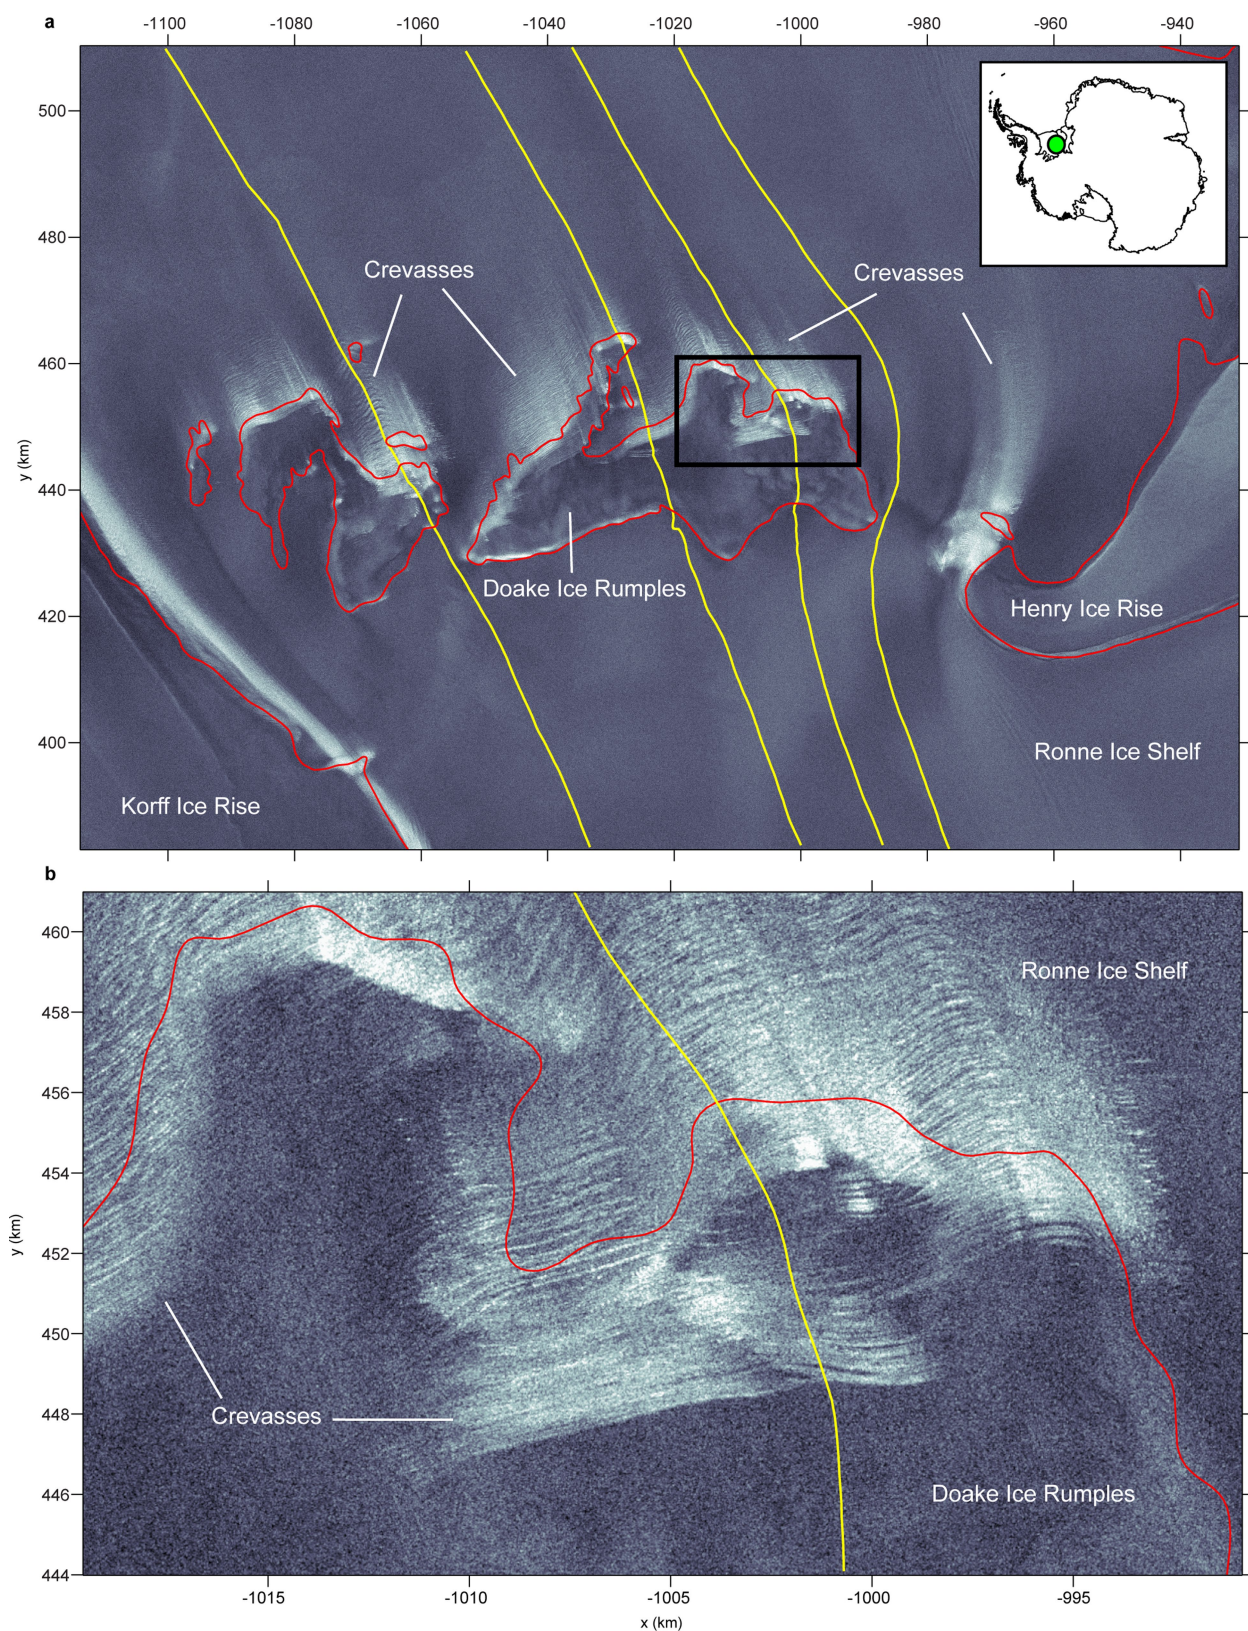 a
-1100 -1080 -1060 -1040 -1020 -1000 -980 -960 -940
500
480
Crevasses
Crevasses
460
y (km)
440
Doake Ice Rumples
Henry Ice Rise
420
Ronne Ice Shelf
400
Korff Ice Rise
b
460
Ronne Ice Shelf
458
456
454
y (km)
452
450
Crevasses
448
Doake Ice Rumples
446
444
-1015 -1010 -1005 -1000 -995
x (km)